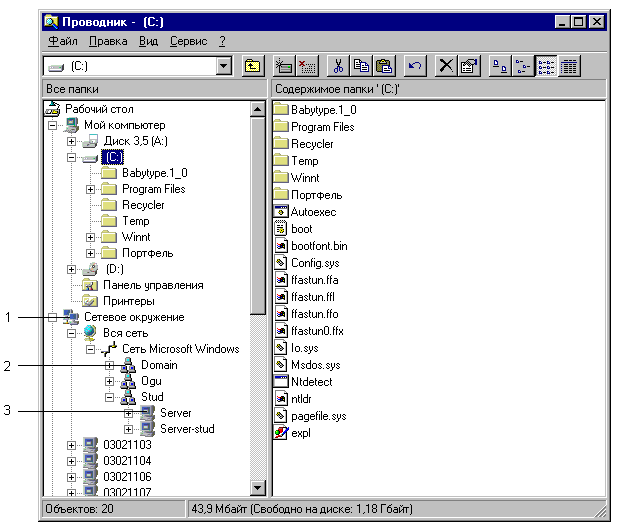 Проводник - (C:)
Файл Правка Вид Сервис ?
(C:)
Все папки
Содержимое папки '(C:)'
Рабочий стол
Мой компьютер
Диск 3,5 (A:)
(C:)
Babytype.1_0
Program Files
Recycler
Temp
Winnt
Портфель
(D:)
Панель управления
Принтеры
1
Сетевое окружение
Вся сеть
Сеть Microsoft Windows
2
Domain
Ogu
Stud
3
Server
Server-stud
03021103
03021104
03021106
03021107
Babytype.1_0
Program Files
Recycler
Temp
Winnt
Портфель
Autoexec
boot
bootfont.bin
Config.sys
ffastun.ffa
ffastun.ffl
ffastun.ffo
ffastun0.ffx
Io.sys
Msdos.sys
Ntdetect
ntldr
pagefile.sys
expl
Объектов: 20
43,9 Мбайт (Свободно на диске: 1,18 Гбайт)